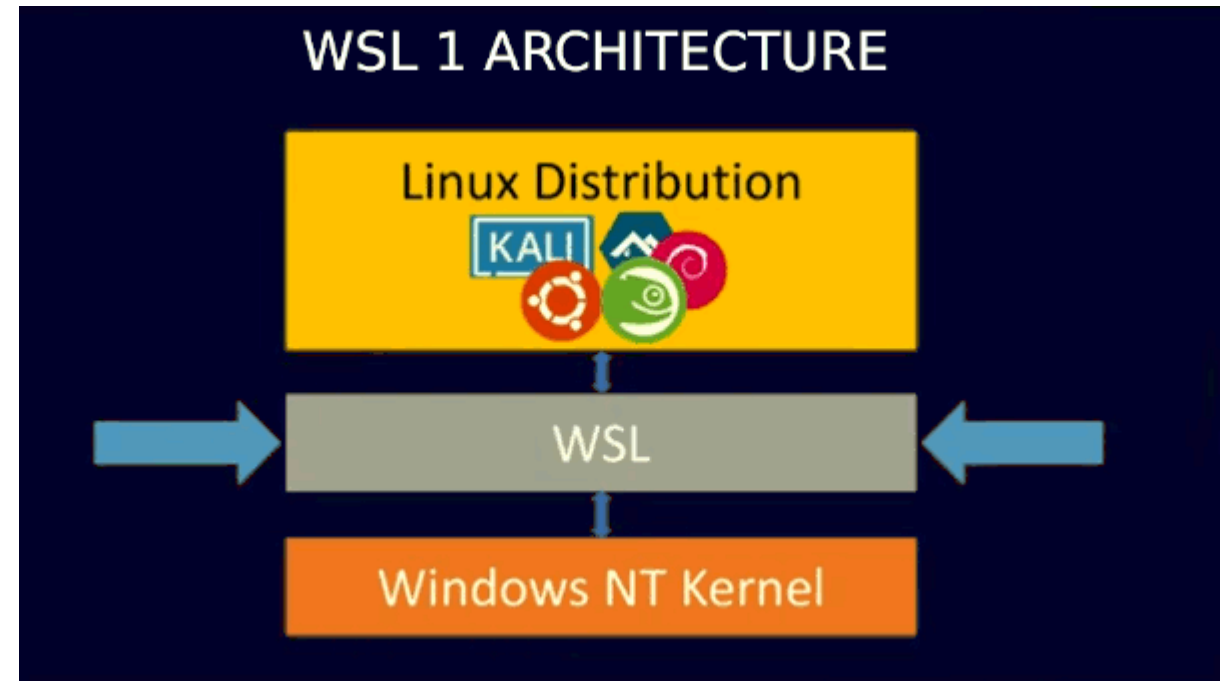 WSL 1 ARCHITECTURE
Linux Distribution
KALI
WSL
Windows NT Kernel